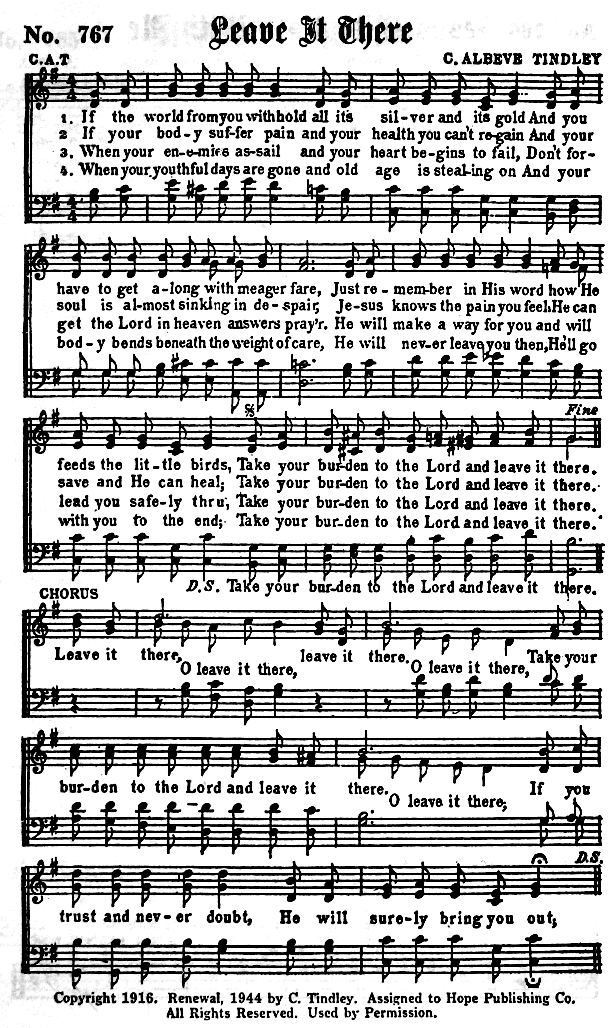 No. 767 Leave It There
C.A.T C. ALBEVE TINDLEY
1. If the world from you withhold all its sil-ver and its gold And you
2 If your bod-y suffer pain and your health you can't re-gain And your
3. When your en-e-mies as-sail and your heart be-gins to fail, Don't for-
4. When your youthful days are gone and old age is steal-ing on And your
have to get a-long with meager fare, Just re-mem-ber in His word how He
soul is al-most sinking in de-spair, Je-sus knows the pain you feel, He can
get the Lord in heaven answers pray'r. He will make a way for you and will
bod-y bends beneath the weight of care, He will nev-er leave you then, He'll go
Fine
feeds the lit-tle birds, Take your bur-den to the Lord and leave it there.
save and He can heal; Take your bur-den to the Lord and leave it there.
lead you safe-ly thru; Take your bur-den to the Lord and leave it there.
with you to the end; Take your bur-den to the Lord and leave it there.
D.S. Take your bur-den to the Lord and leave it there.
CHORUS
Leave it there, leave it there. Take your
O leave it there, O leave it there,
bur-den to the Lord and leave it there. If you
O leave it there;
D.S.
trust and nev-er doubt, He will sure-ly bring you out;
Copyright 1916. Renewal, 1944 by C. Tindley. Assigned to Hope Publishing Co.
All Rights Reserved. Used by Permission.